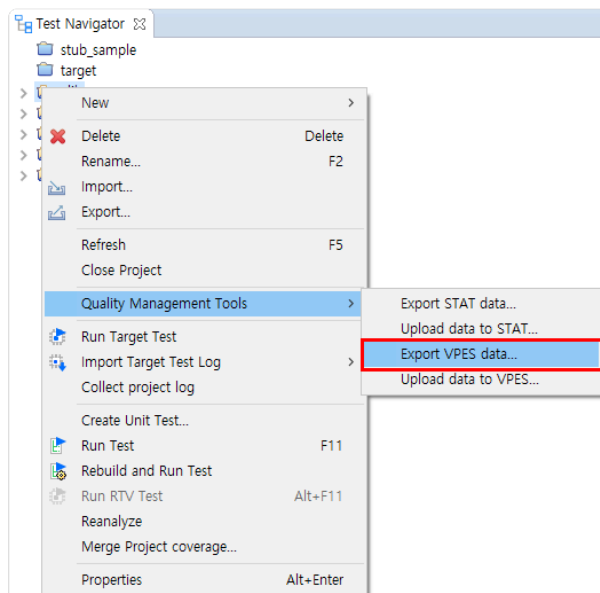 Test Navigator
stub_sample
target
New
Delete Delete
Rename... F2
Import...
Export...
Refresh F5
Close Project
Quality Management Tools
Export STAT data...
Upload data to STAT...
Export VPES data...
Upload data to VPES...
Run Target Test
Import Target Test Log
Collect project log
Create Unit Test...
Run Test F11
Rebuild and Run Test
Run RTV Test Alt+F11
Reanalyze
Merge Project coverage...
Properties Alt+Enter